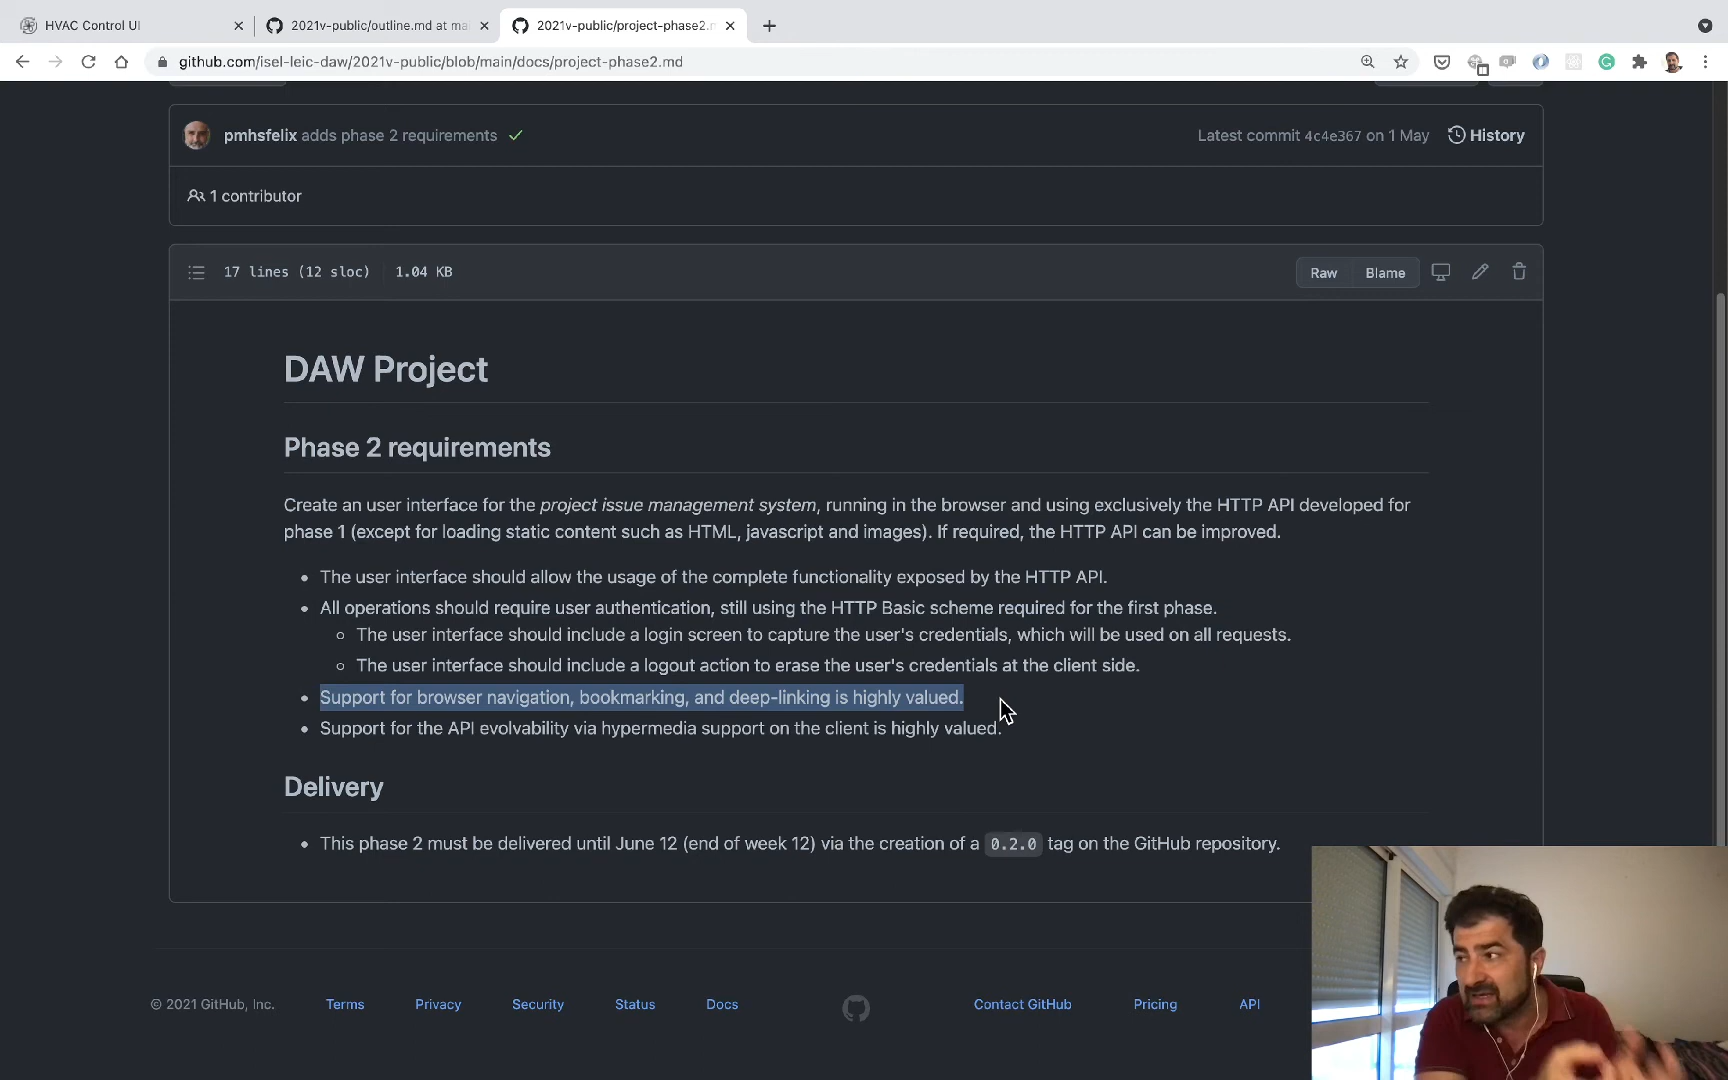 HVAC Control UI
2021v-public/outline.md at mai
2021v-public/project-phase2.m
github.com/isel-leic-daw/2021v-public/blob/main/docs/project-phase2.md
pmhsfelix adds phase 2 requirements
Latest commit 4c4e367 on 1 May
History
1 contributor
17 lines (12 sloc) 1.04 KB
Raw
Blame
DAW Project
Phase 2 requirements
Create an user interface for the project issue management system, running in the browser and using exclusively the HTTP API developed for
phase 1 (except for loading static content such as HTML, javascript and images). If required, the HTTP API can be improved.
The user interface should allow the usage of the complete functionality exposed by the HTTP API.
All operations should require user authentication, still using the HTTP Basic scheme required for the first phase.
The user interface should include a login screen to capture the user's credentials, which will be used on all requests.
The user interface should include a logout action to erase the user's credentials at the client side.
Support for browser navigation, bookmarking, and deep-linking is highly valued.
Support for the API evolvability via hypermedia support on the client is highly valued.
Delivery
This phase 2 must be delivered until June 12 (end of week 12) via the creation of a 0.2.0 tag on the GitHub repository.
© 2021 GitHub, Inc.
Terms
Privacy
Security
Status
Docs
Contact GitHub
Pricing
API